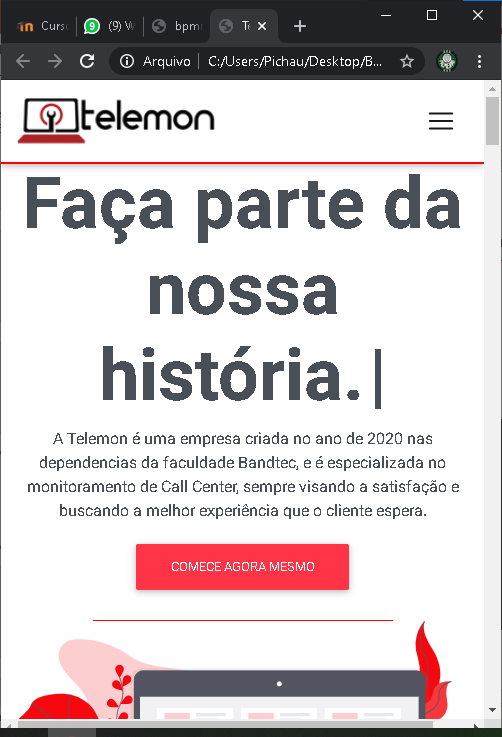 Curs
(9) W
bpm
Te
Arquivo | C:/Users/Pichau/Desktop/B...
telemon
Faça parte da
nossa
história.|
A Telemon é uma empresa criada no ano de 2020 nas
dependencias da faculdade Bandtec, e é especializada no
monitoramento de Call Center, sempre visando a satisfação e
buscando a melhor experiência que o cliente espera.
COMECE AGORA MESMO